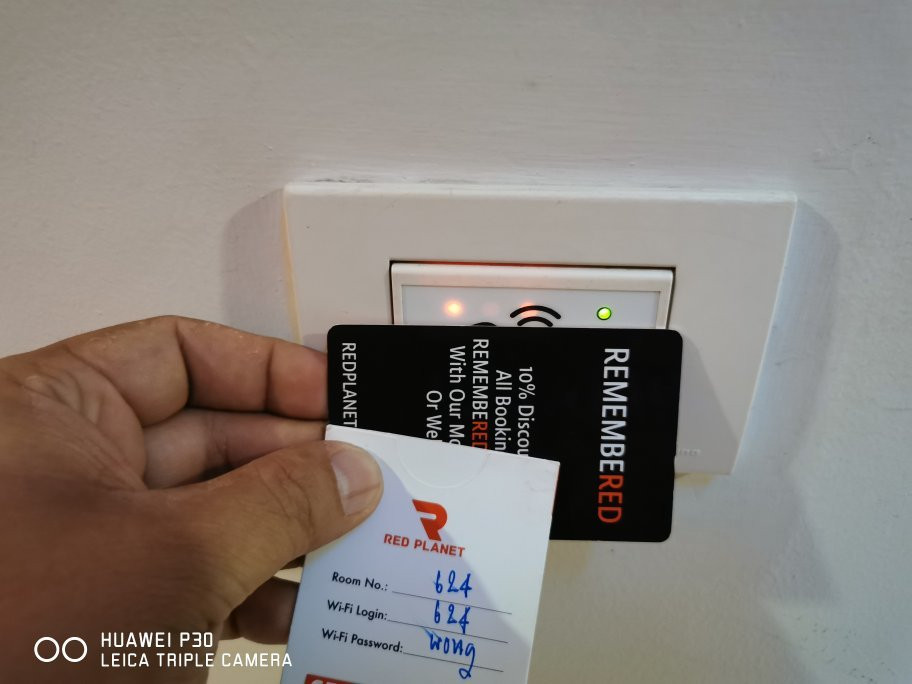 REMEMBERED
10% Discou
All Bookin
REMEMBERED
With Our Mo
Or We
REDPLANET
RED PLANET
Room No.: 624
Wi-Fi Login: 624
Wi-Fi Password: wong
HUAWEI P30
LEICA TRIPLE CAMERA